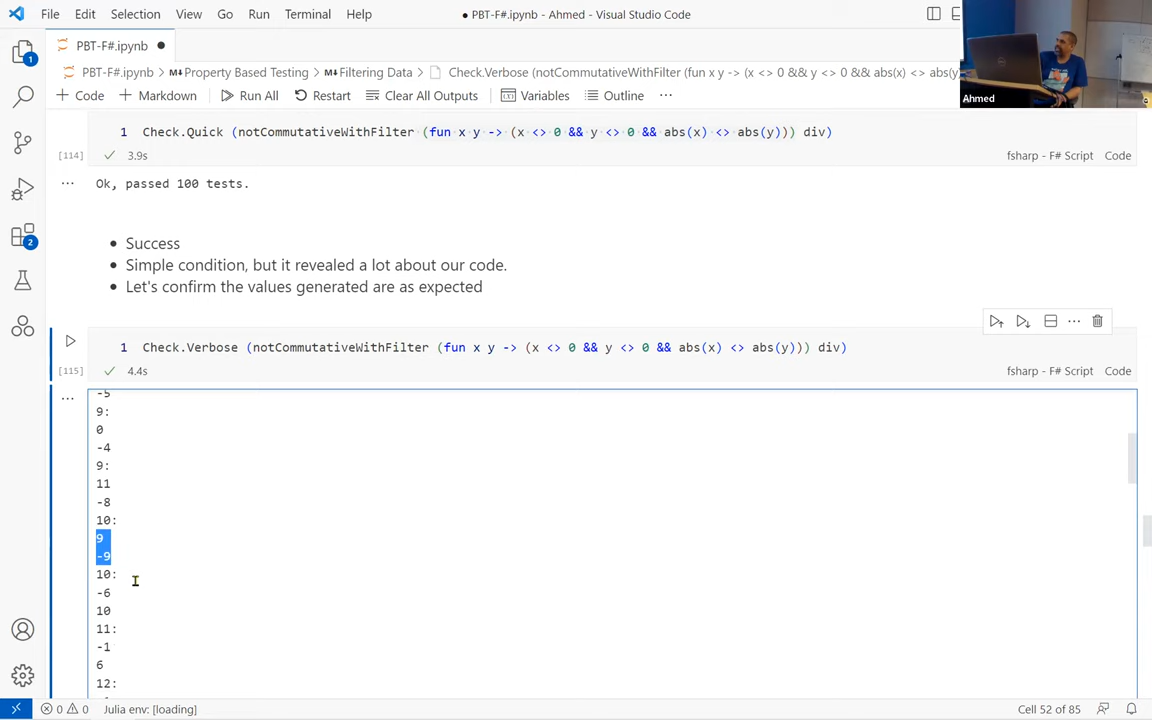 File Edit Selection View Go Run Terminal Help
● PBT-F#.ipynb - Ahmed - Visual Studio Code
PBT-F#.ipynb ●
PBT-F#.ipynb > Property Based Testing > Filtering Data > Check.Verbose (notCommutativeWithFilter (fun x y -> (x <> 0 && y <> 0 && abs(x) <> abs(y)
Ahmed
+ Code + Markdown Run All Restart Clear All Outputs Variables Outline ...
1 Check.Quick (notCommutativeWithFilter (fun x y -> (x <> 0 && y <> 0 && abs(x) <> abs(y))) div)
[114] ✓ 3.9s fsharp - F# Script Code
... Ok, passed 100 tests.
• Success
• Simple condition, but it revealed a lot about our code.
• Let's confirm the values generated are as expected
1 Check.Verbose (notCommutativeWithFilter (fun x y -> (x <> 0 && y <> 0 && abs(x) <> abs(y))) div)
[115] ✓ 4.4s fsharp - F# Script Code
...
-5
9:
0
-4
9:
11
-8
10:
9
-9
10:
-6
10
11:
-1
6
12:
1
2
0 0 Julia env: [loading] Cell 52 of 85